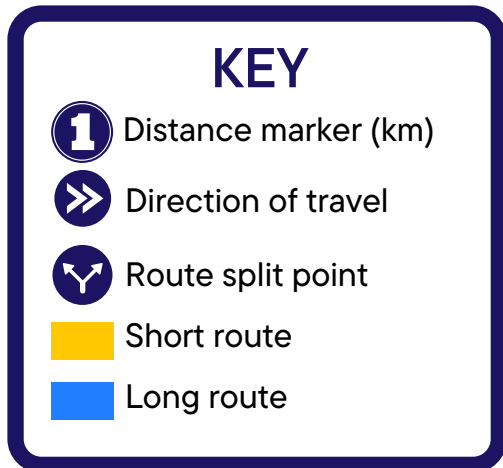 KEY
1 Distance marker (km)
Direction of travel
Route split point
Short route
Long route